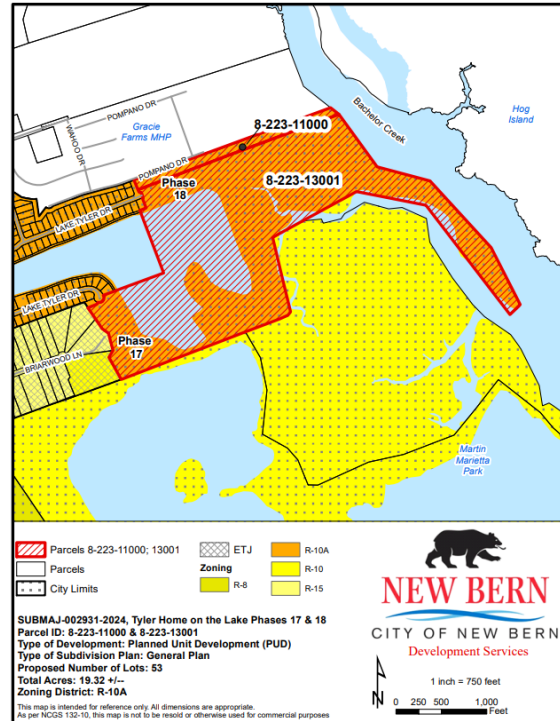 POMPANO DR
WAHOO DR
Gracie
Farms MHP
POMPANO DR
8-223-11000
Bachelor Creek
Hog
Island
Phase
18
8-223-13001
LAKE TYLER DR
LAKE TYLER DR
Phase
17
BRIARWOOD LN
Martin
Marietta
Park
Parcels 8-223-11000; 13001
Parcels
City Limits
ETJ
Zoning
R-8
R-10A
R-10
R-15
NEW BERN
CITY OF NEW BERN
Development Services
SUBMAJ-002931-2024, Tyler Home on the Lake Phases 17 & 18
Parcel ID: 8-223-11000 & 8-223-13001
Type of Development: Planned Unit Development (PUD)
Type of Subdivision Plan: General Plan
Proposed Number of Lots: 53
Total Acres: 19.32 +/-
Zoning District: R-10A
This map is intended for reference only. All dimensions are appropriate.
As per NCGS 132-10, this map is not to be resold or otherwise used for commercial purposes
N
1 inch = 750 feet
0 250 500 1,000
Feet